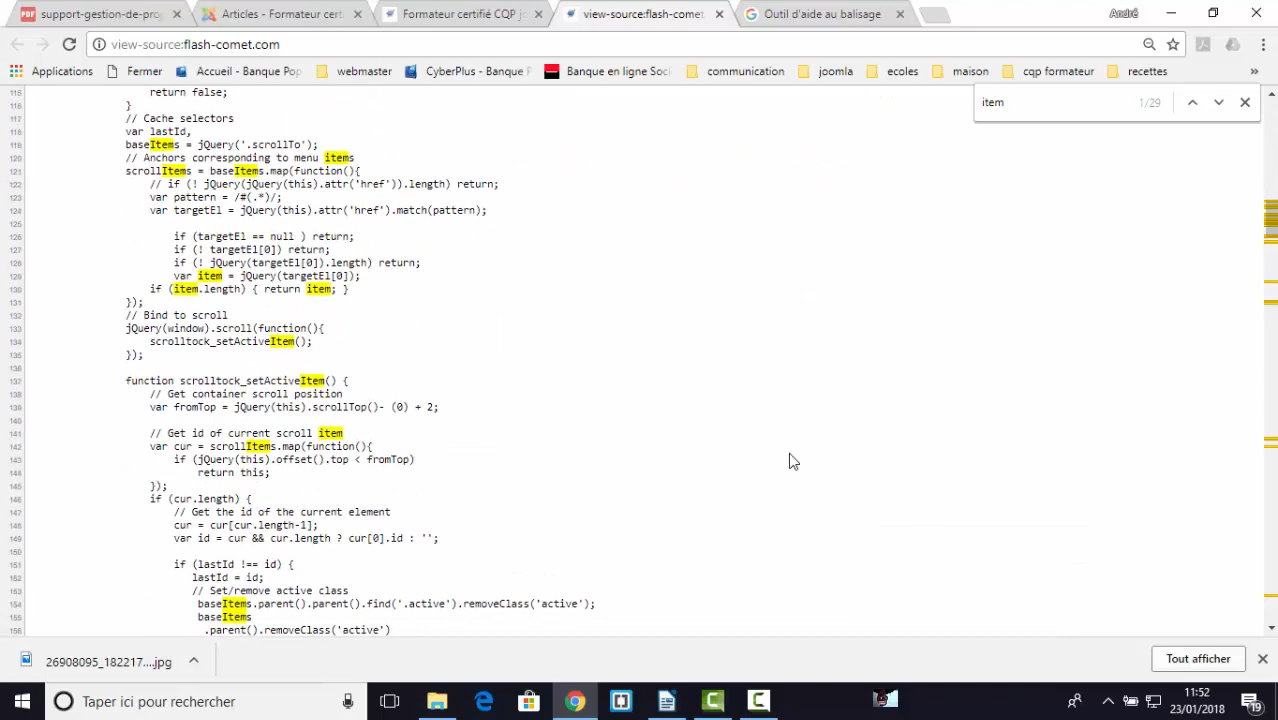 support-gestion-de-prog
Articles - Formateur cert
Formateur certifié CQP jo
view-source:flash-comet.
Outil d'aide au balisage
André
view-source:flash-comet.com
Applications
Fermer
Accueil - Banque Pop
webmaster
CyberPlus - Banque P
Banque en ligne Soci
communication
joomla
ecoles
maison
cqp formateur
recettes
»
item
1/29
115 return false;
116 }
117 // Cache selectors
118 var lastId,
119 baseItems = jQuery('.scrollTo');
120 // Anchors corresponding to menu items
121 scrollItems = baseItems.map(function(){
122 // if (! jQuery(jQuery(this).attr('href')).length) return;
123 var pattern = /#(.*)/;
124 var targetEl = jQuery(this).attr('href').match(pattern);
125
126 if (targetEl == null ) return;
127 if (! targetEl[0]) return;
128 if (! jQuery(targetEl[0]).length) return;
129 var item = jQuery(targetEl[0]);
130 if (item.length) { return item; }
131 });
132 // Bind to scroll
133 jQuery(window).scroll(function(){
134 scrolltock_setActiveItem();
135 });
136
137 function scrolltock_setActiveItem() {
138 // Get container scroll position
139 var fromTop = jQuery(this).scrollTop()- (0) + 2;
140
141 // Get id of current scroll item
142 var cur = scrollItems.map(function(){
143 if (jQuery(this).offset().top < fromTop)
144 return this;
145 });
146 if (cur.length) {
147 // Get the id of the current element
148 cur = cur[cur.length-1];
149 var id = cur && cur.length ? cur[0].id : '';
150
151 if (lastId !== id) {
152 lastId = id;
153 // Set/remove active class
154 baseItems.parent().parent().find('.active').removeClass('active');
155 baseItems
156 .parent().removeClass('active')
26908095_182217....jpg
Tout afficher
Taper ici pour rechercher
11:52
23/01/2018
19